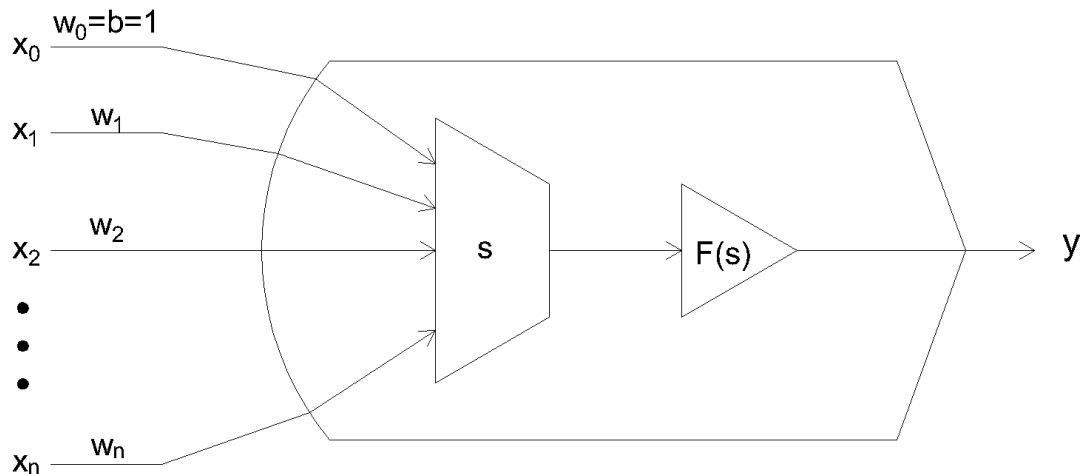 w₀=b=1
x₀
x₁ w₁
x₂ w₂
s
F(s)
y
xₙ wₙ